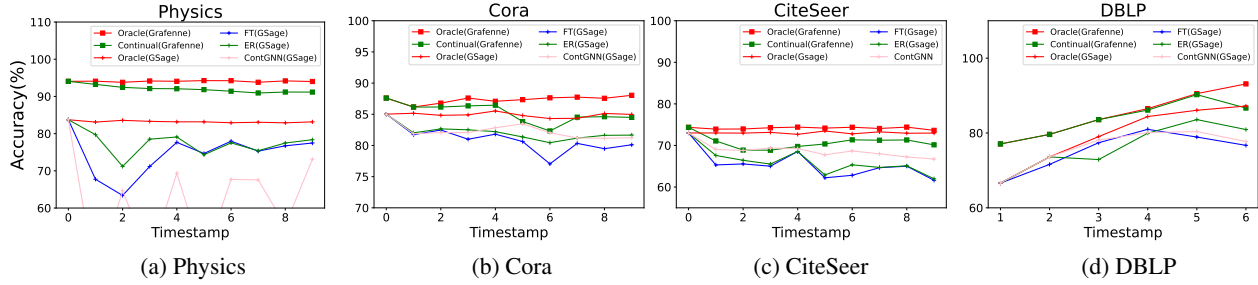 Physics
Accuracy(%)
110
100
90
80
70
60
0 2 4 6 8
Timestamp
Oracle(Grafenne)
Continual(Grafenne)
Oracle(GSage)
FT(GSage)
ER(GSage)
ContGNN(GSage)
(a) Physics
Cora
100
95
90
85
80
75
70
0 2 4 6 8
Timestamp
Oracle(Grafenne)
Continual(Grafenne)
Oracle(GSage)
FT(GSage)
ER(GSage)
ContGNN(GSage)
(b) Cora
CiteSeer
100
90
80
70
60
0 2 4 6 8
Timestamp
Oracle(Grafenne)
Continual(Grafenne)
Oracle(Gsage)
FT(Gsage)
ER(Gsage)
ContGNN
(c) CiteSeer
DBLP
100
80
60
1 2 3 4 5 6
Timestamp
Oracle(Grafenne)
Continual(Grafenne)
Oracle(GSage)
FT(GSage)
ER(GSage)
ContGNN(GSage)
(d) DBLP